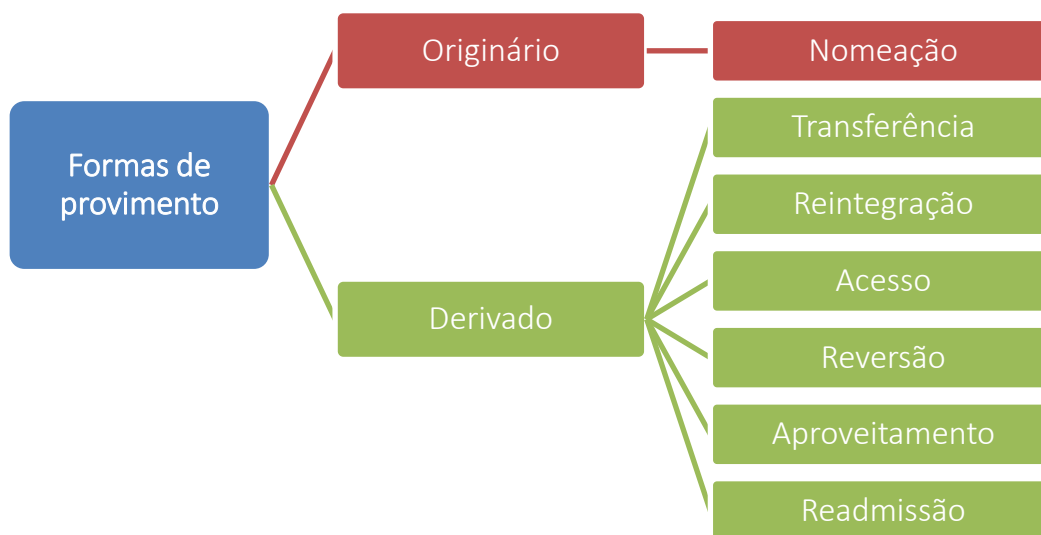 Formas de
provimento
Originário
Nomeação
Derivado
Transferência
Reintegração
Acesso
Reversão
Aproveitamento
Readmissão